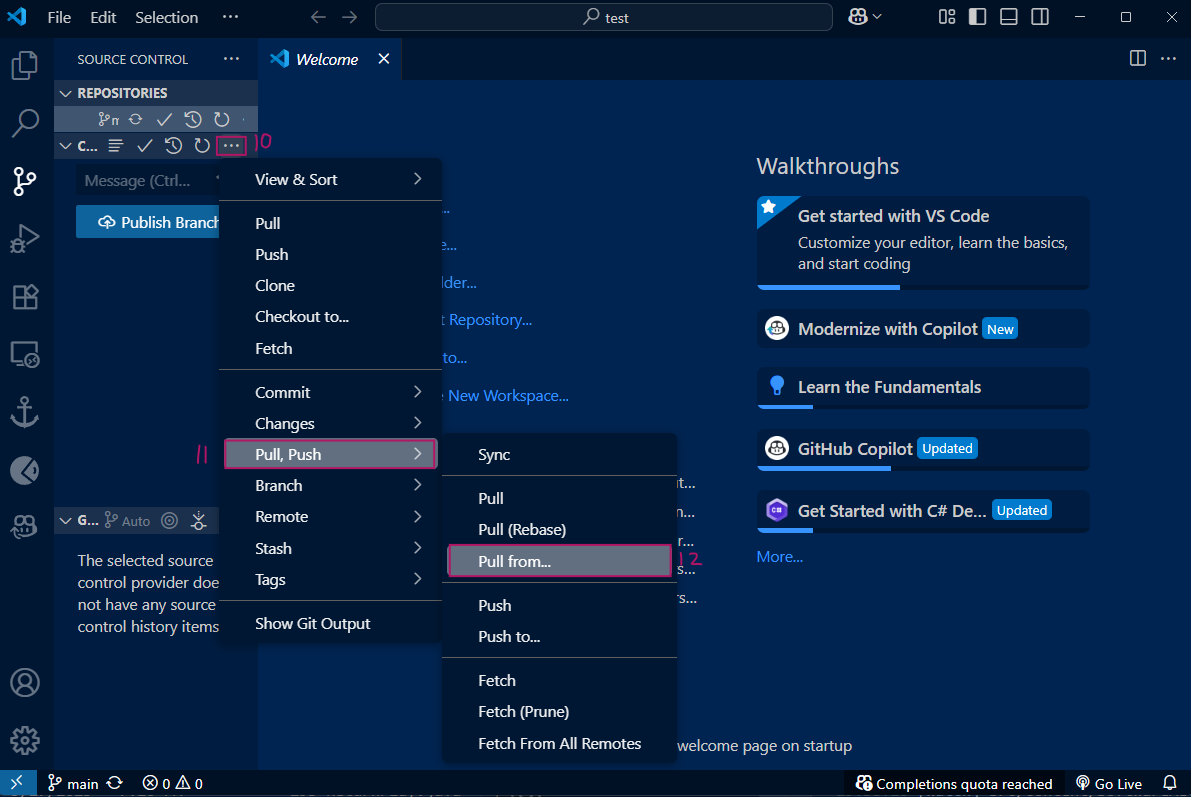 File Edit Selection ··· test
SOURCE CONTROL ···
Welcome
REPOSITORIES
C... ··· 10
Message (Ctrl...
Publish Branch
View & Sort
Pull
Push
Clone
Checkout to...
Fetch
Commit
Changes
11 Pull, Push
Branch
Remote
Stash
Tags
Show Git Output
Sync
Pull
Pull (Rebase)
Pull from... 12
Push
Push to...
Fetch
Fetch (Prune)
Fetch From All Remotes
G... Auto
The selected source
control provider doe
not have any source
control history items
...
e...
lder...
t Repository...
to...
New Workspace...
t...
n...
r...
s...
rs...
welcome page on startup
Walkthroughs
Get started with VS Code
Customize your editor, learn the basics,
and start coding
Modernize with Copilot New
Learn the Fundamentals
GitHub Copilot Updated
Get Started with C# De... Updated
More...
main 0 0 Completions quota reached Go Live